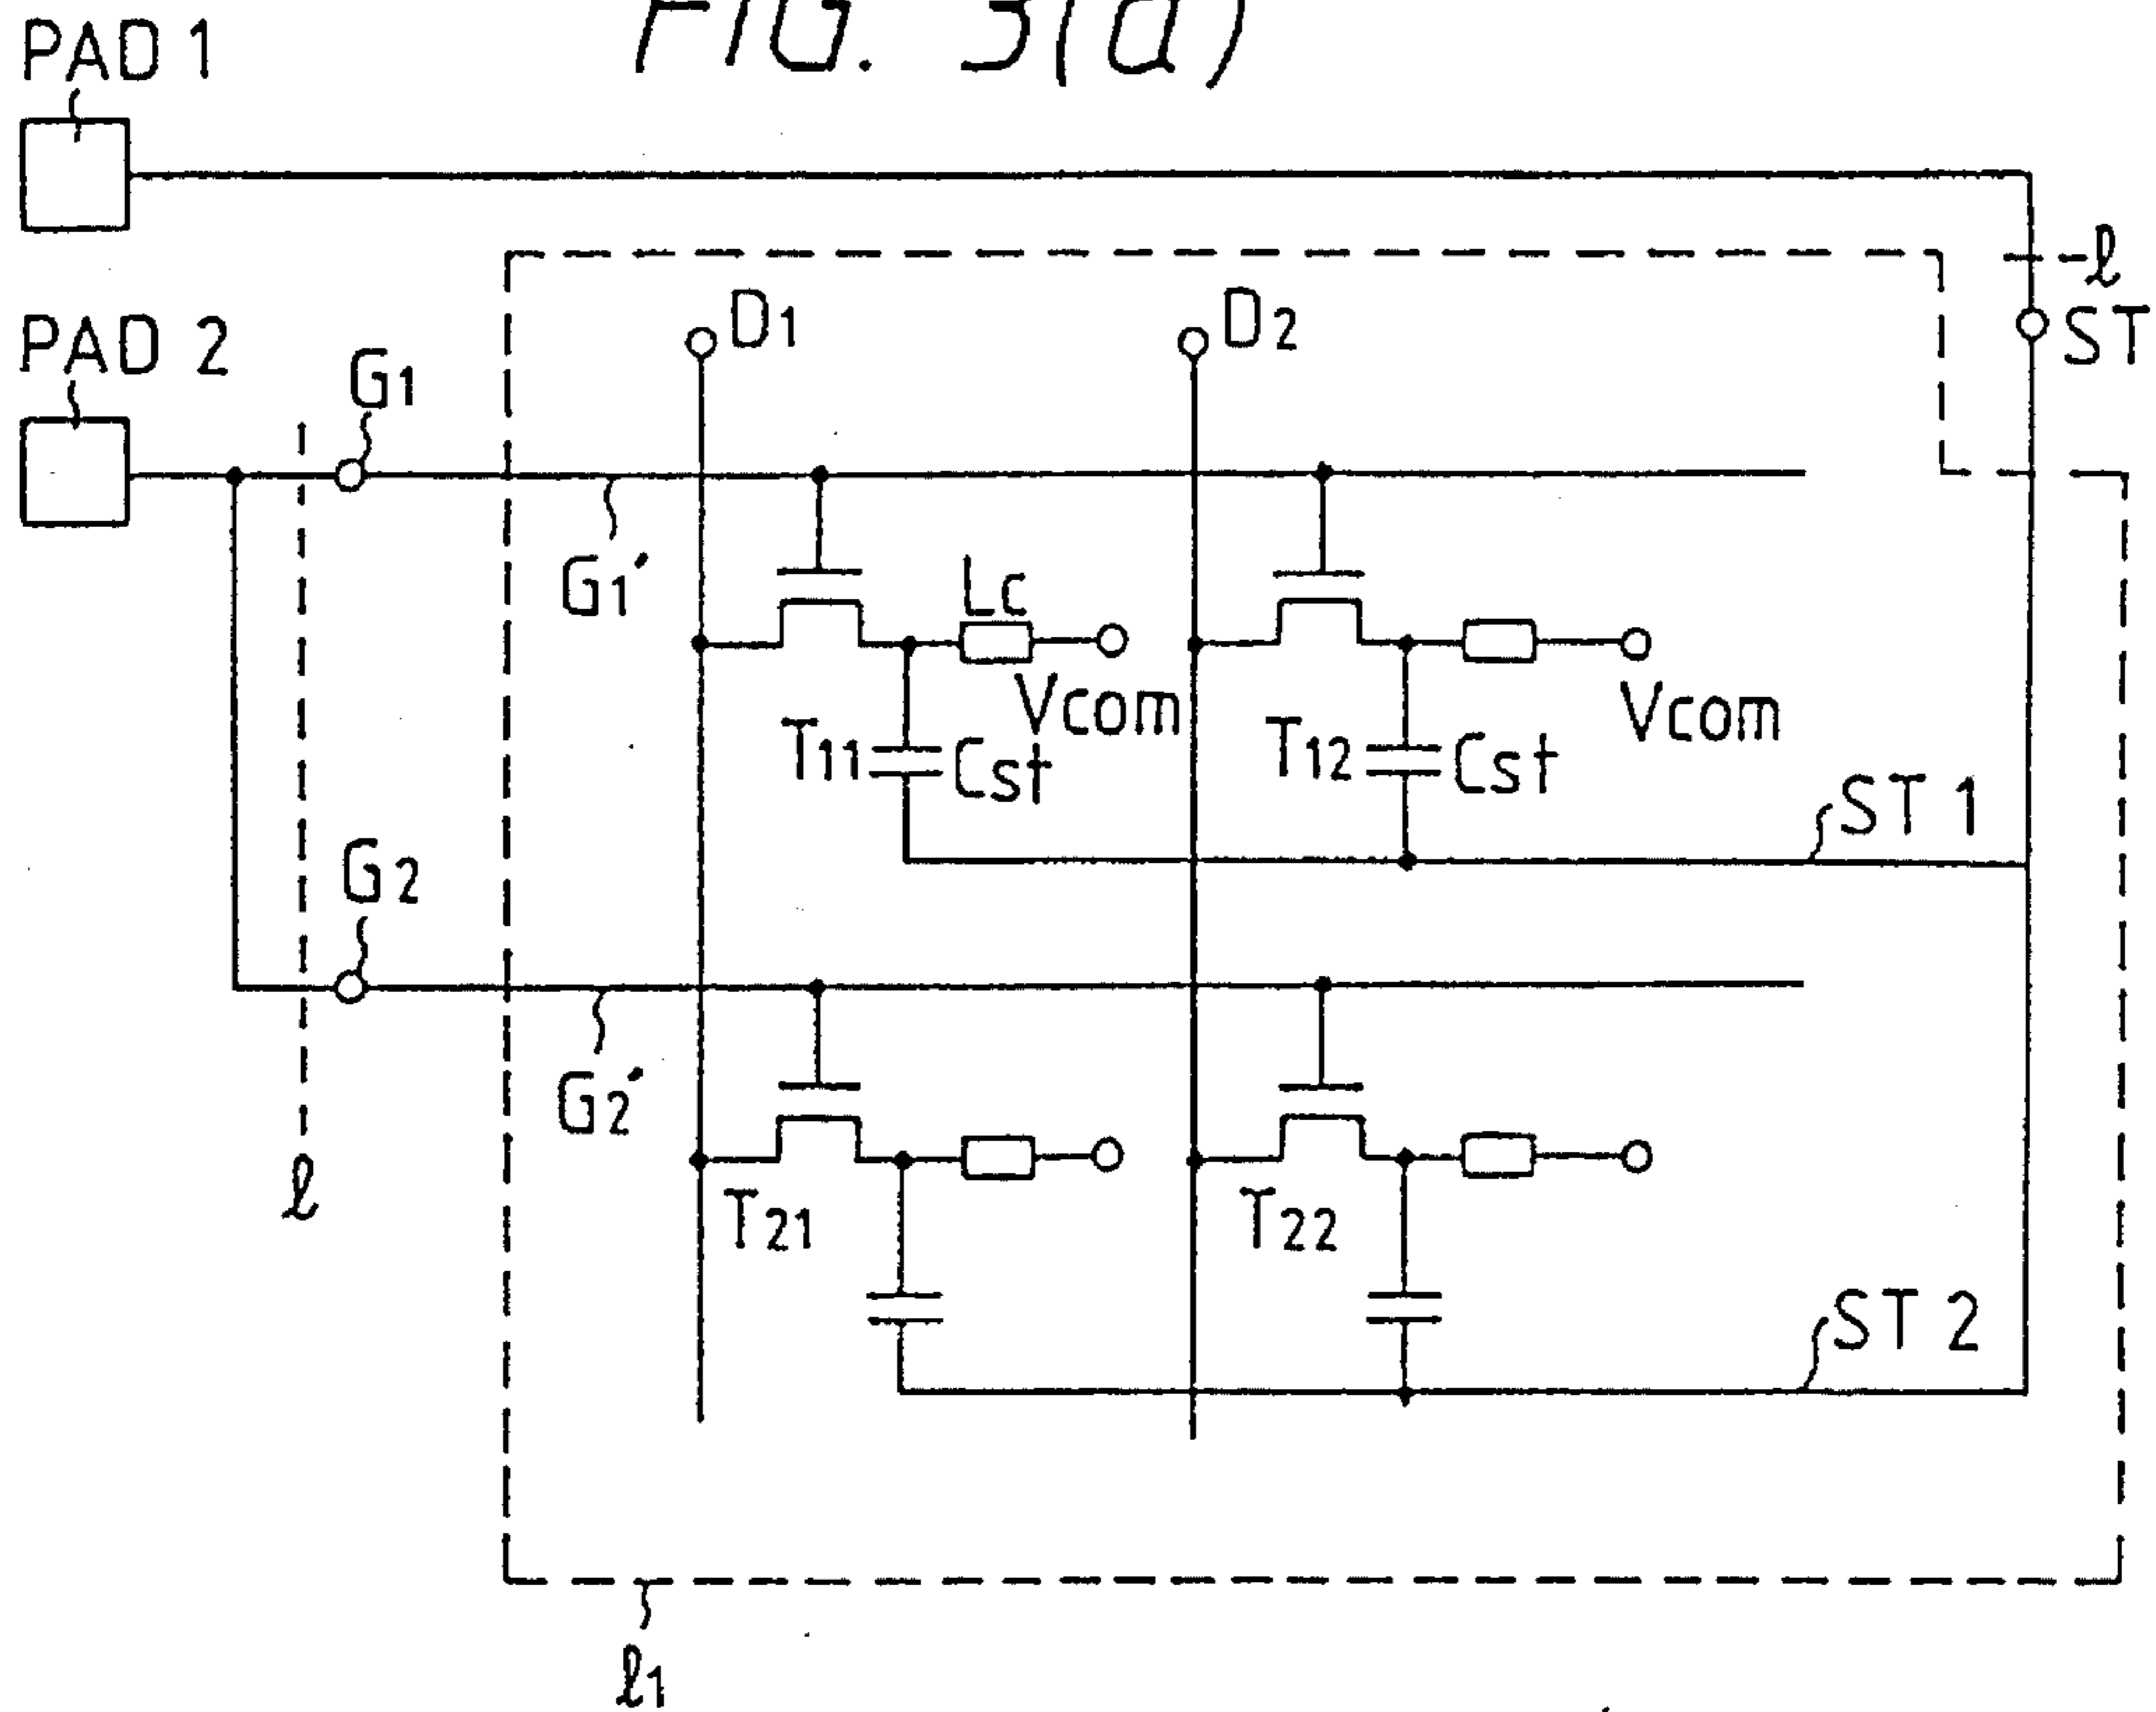 FIG. 3(a)
PAD 1
ℓ
D1
D2
ST
PAD 2
G1
G1'
Lc
Vcom
Vcom
T11
Cst
T12
Cst
ST 1
G2
G2'
ℓ
T21
T22
ST 2
ℓ1